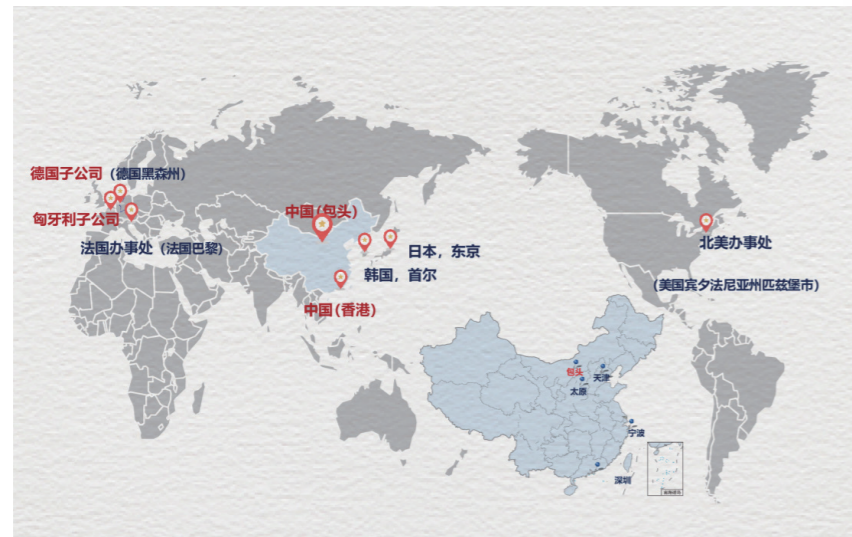 德国子公司（德国黑森州）
匈牙利子公司
法国办事处（法国巴黎）
中国(包头)
日本，东京
韩国，首尔
中国(香港)
北美办事处
（美国宾夕法尼亚州匹兹堡市）
包头
天津
太原
宁波
深圳